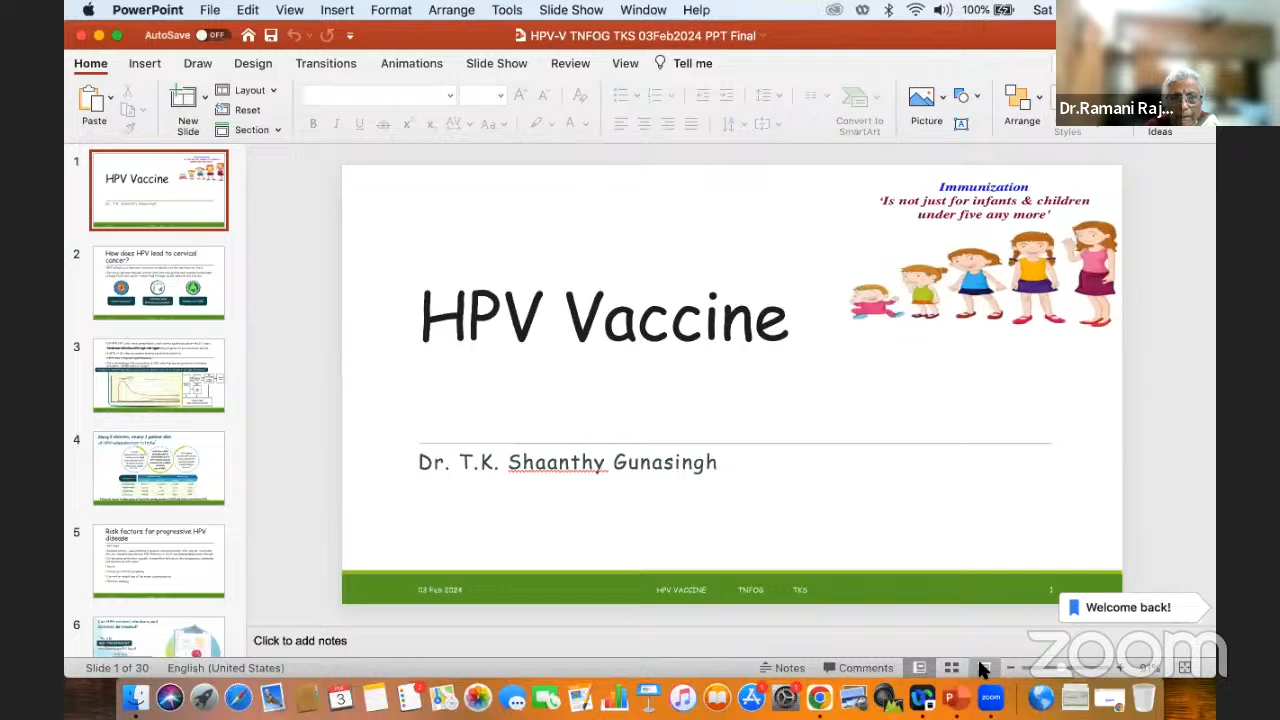 PowerPoint File Edit View Insert Format Arrange Tools Slide Show Window Help 100% Sat
AutoSave OFF HPV-V TNFOG TKS 03Feb2024 PPT Final
Home Insert Draw Design Transitions Animations Slide Show Review View Tell me
Layout
Reset
Section
Paste
New
Slide
Convert to
SmartArt
Picture
Arrange
Styles
Ideas
Dr.Ramani Raj...
1
HPV Vaccine
2
How does HPV lead to cervical
cancer?
3
4
5
Risk factors for progressive HPV
disease
6
Immunization
‘Is not just for infants & children
under five any more’
HPV Vaccine
Dr. T.K. Shaanthy Gunasingh
03 Feb 2024 HPV VACCINE TNFOG TKS 1
Welcome back!
Click to add notes
zoom
Slide 1 of 30 English (United States) Notes Comments
3
zoom